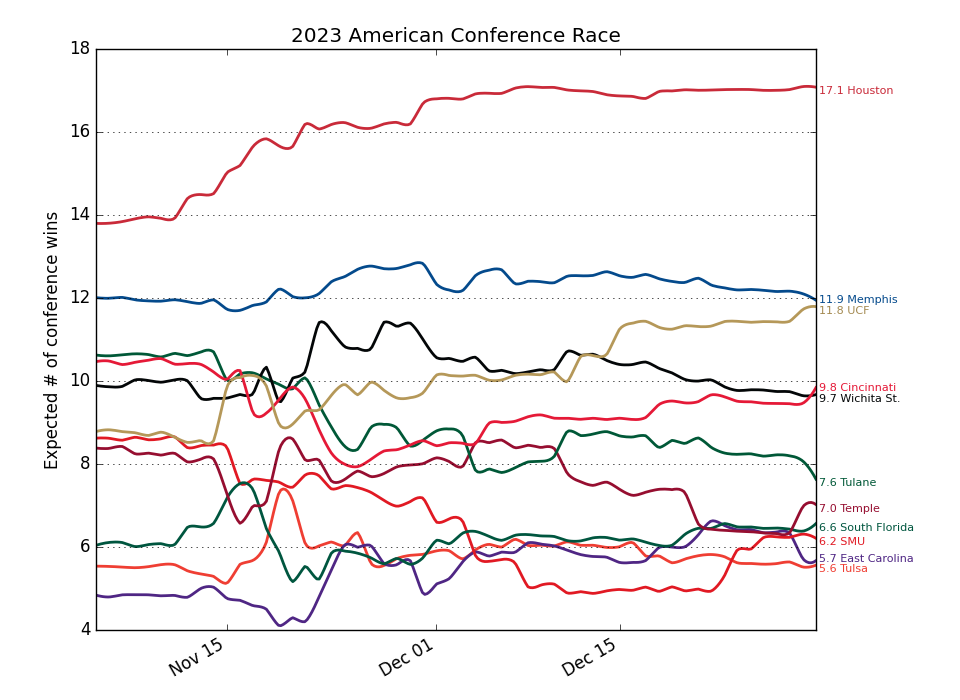 2023 American Conference Race
Expected # of conference wins
18
16
14
12
10
8
6
4
Nov 15
Dec 01
Dec 15
17.1 Houston
11.9 Memphis
11.8 UCF
9.8 Cincinnati
9.7 Wichita St.
7.6 Tulane
7.0 Temple
6.6 South Florida
6.2 SMU
5.7 East Carolina
5.6 Tulsa